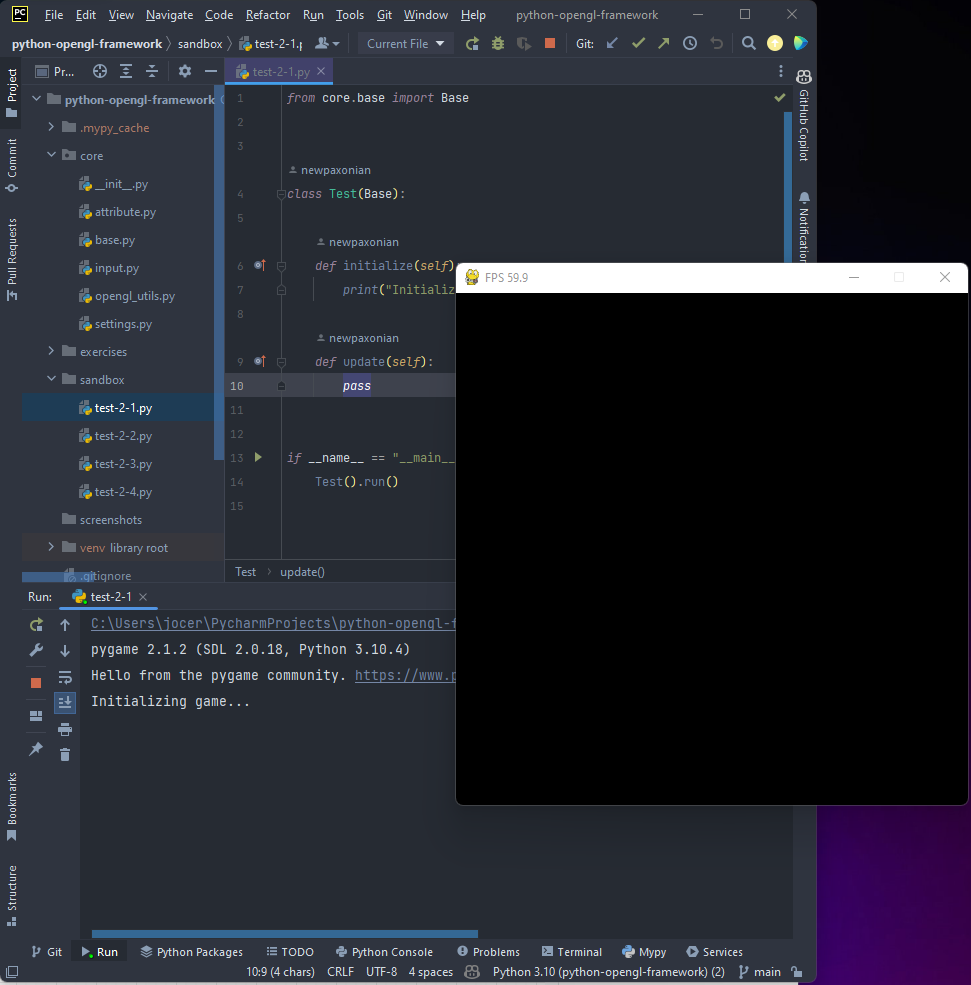 PC File Edit View Navigate Code Refactor Run Tools Git Window Help python-opengl-framework
python-opengl-framework sandbox test-2-1.p Current File Git:
Pr... test-2-1.py
Project
Commit
Pull Requests
Bookmarks
Structure
python-opengl-framework
.mypy_cache
core
__init__.py
attribute.py
base.py
input.py
opengl_utils.py
settings.py
exercises
sandbox
test-2-1.py
test-2-2.py
test-2-3.py
test-2-4.py
screenshots
venv library root
.gitignore
1 from core.base import Base
2
3
newpaxonian
4 class Test(Base):
5
newpaxonian
6 def initialize(self)
7 print("Initializ
8
newpaxonian
9 def update(self):
10 pass
11
12
13 if __name__ == "__main__
14 Test().run()
15
Test update()
GitHub Copilot
Notification
FPS 59.9
Run: test-2-1
C:\Users\jocer\PycharmProjects\python-opengl-f
pygame 2.1.2 (SDL 2.0.18, Python 3.10.4)
Hello from the pygame community. https://www.p
Initializing game...
Git Run Python Packages TODO Python Console Problems Terminal Mypy Services
10:9 (4 chars) CRLF UTF-8 4 spaces Python 3.10 (python-opengl-framework) (2) main